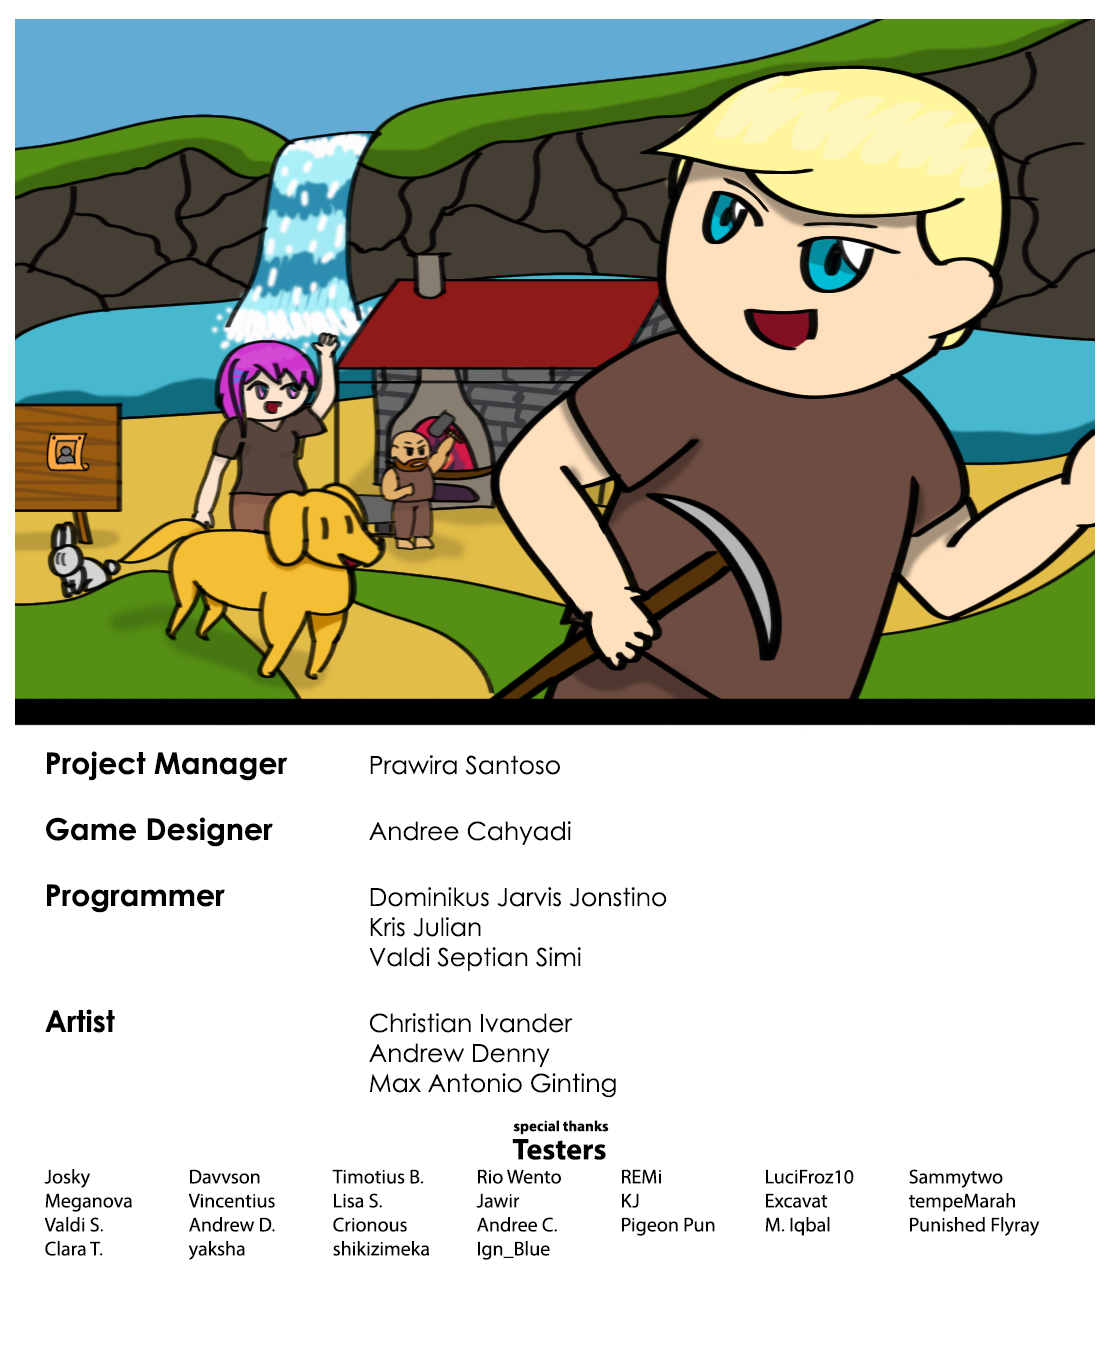 Project Manager Prawira Santoso
Game Designer Andree Cahyadi
Programmer Dominikus Jarvis Jonstino
Kris Julian
Valdi Septian Simi
Artist Christian Ivander
Andrew Denny
Max Antonio Ginting
special thanks
Testers
Josky Davvson Timotius B. Rio Wento REMi LuciFroz10 Sammytwo
Meganova Vincentius Lisa S. Jawir KJ Excavat tempeMarah
Valdi S. Andrew D. Crionous Andree C. Pigeon Pun M. Iqbal Punished Flyray
Clara T. yaksha shikizimeka Ign_Blue